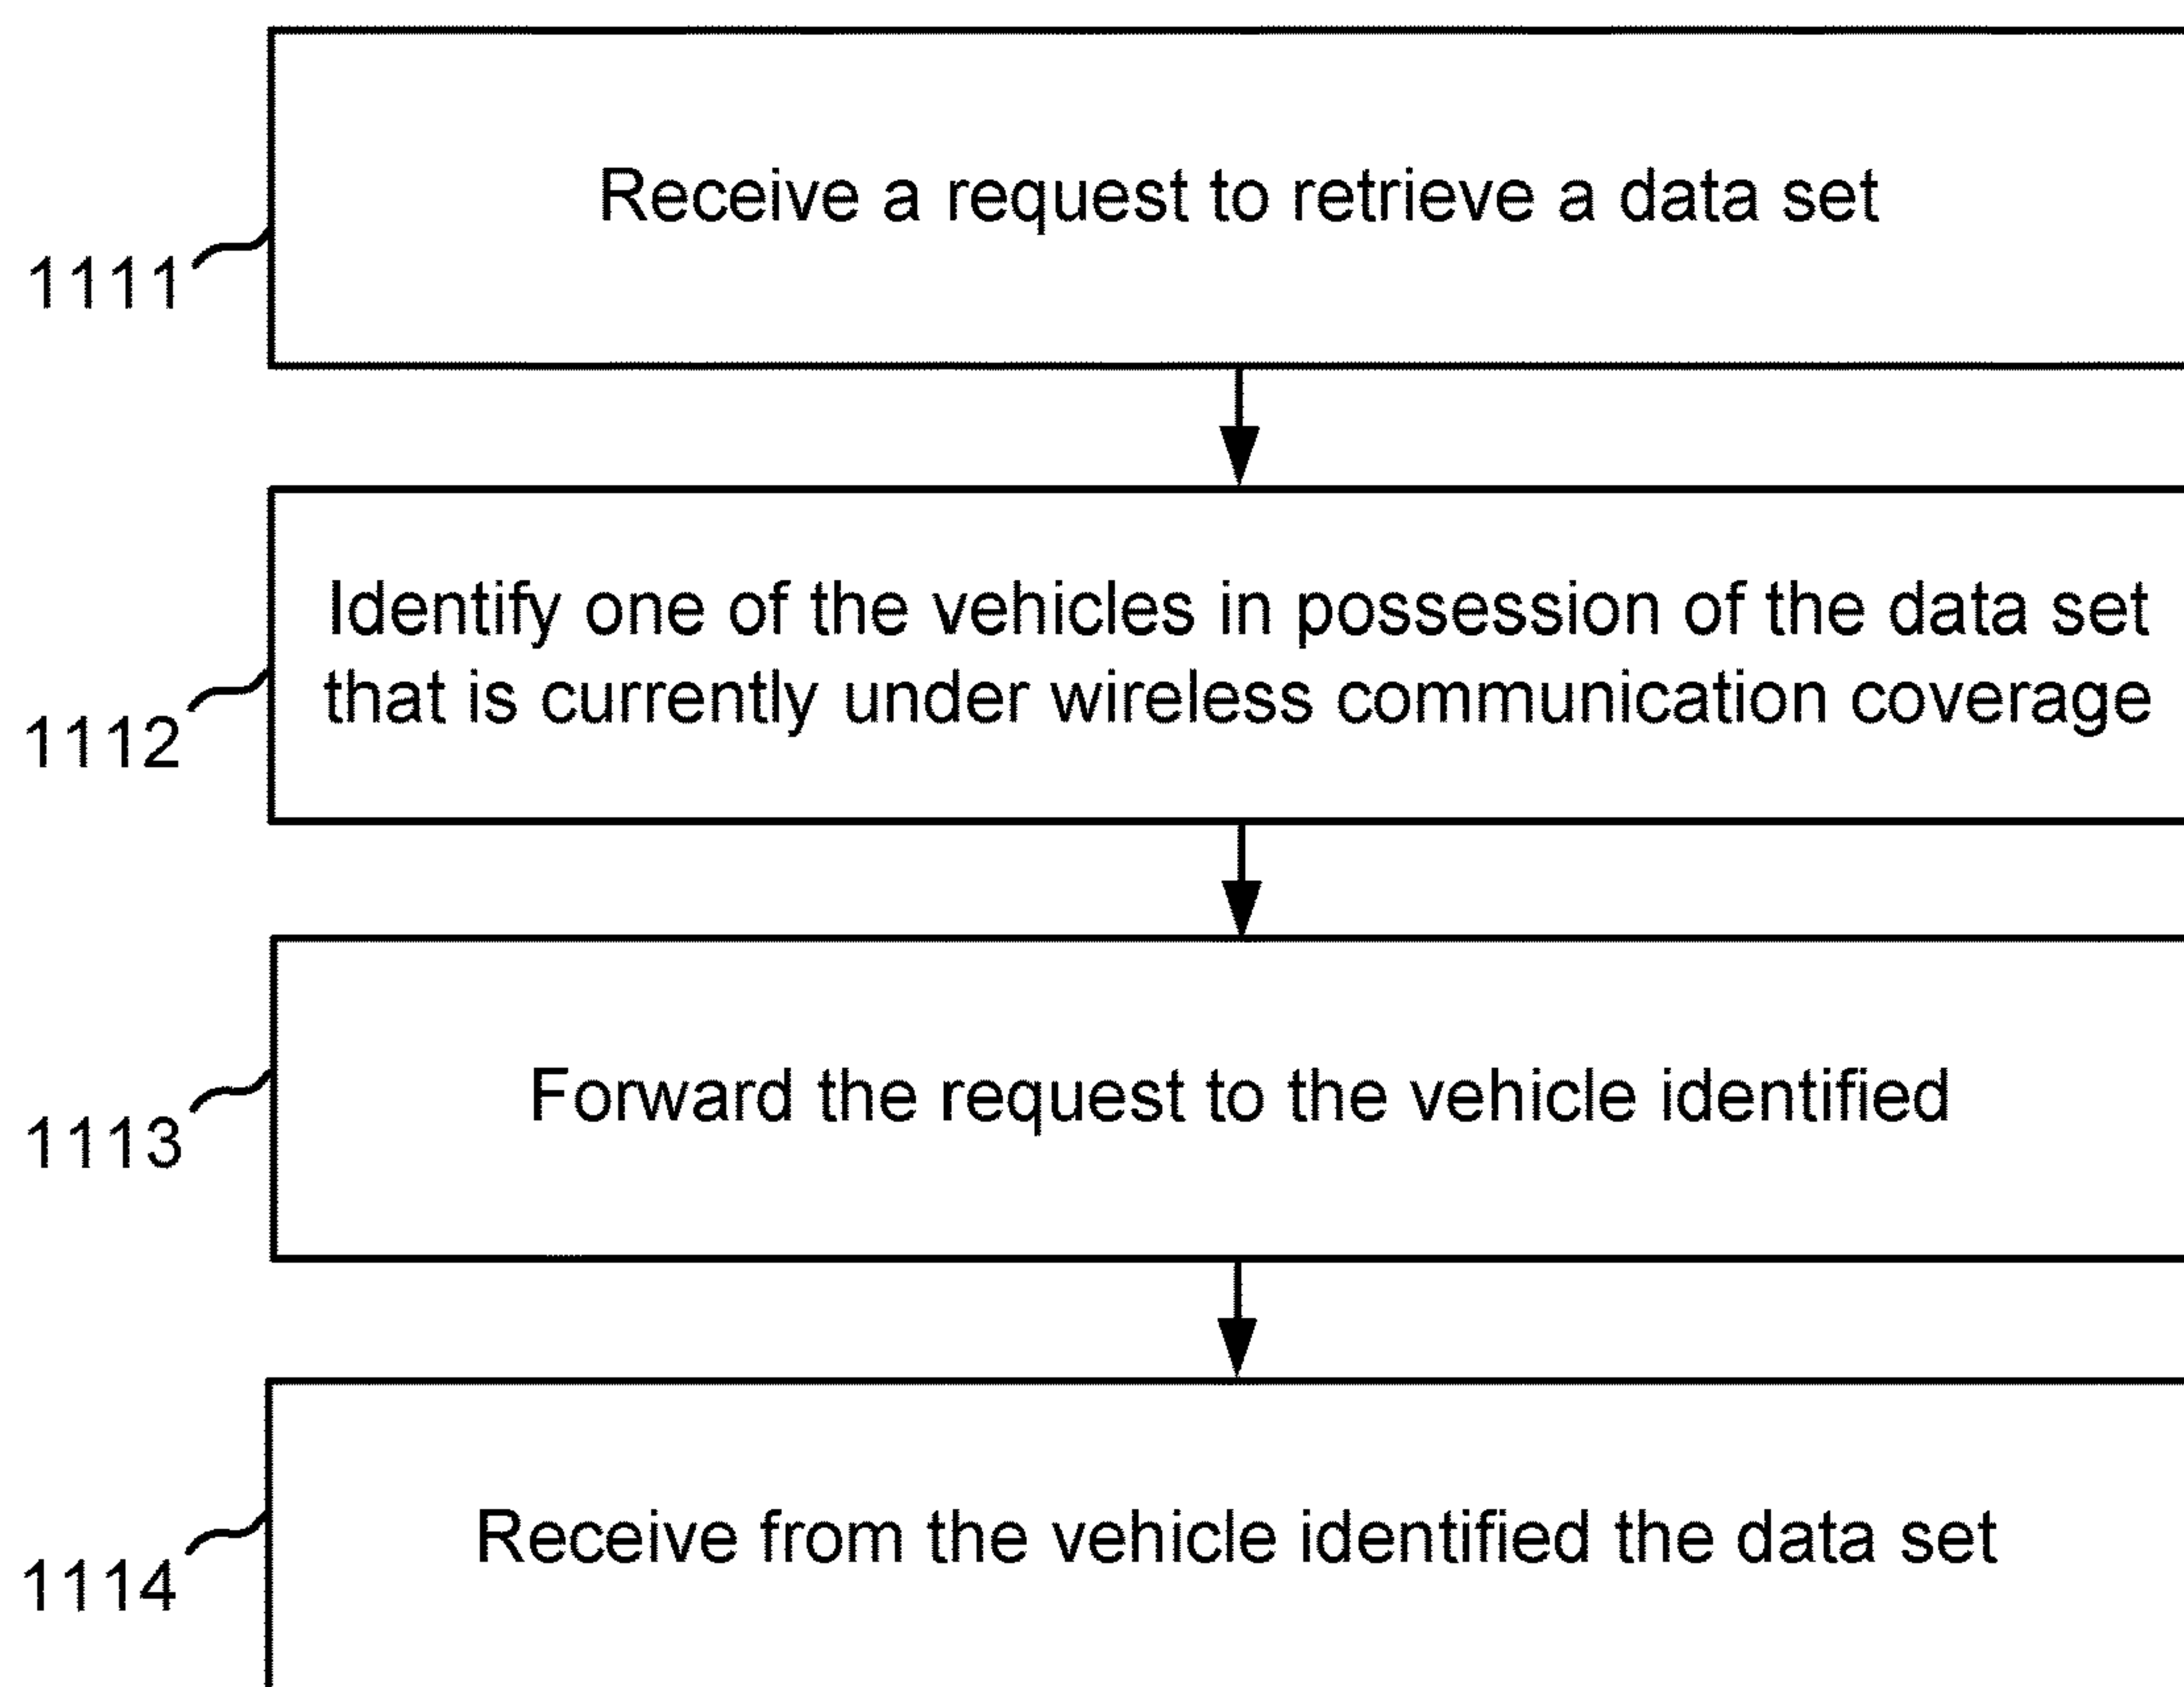 Receive a request to retrieve a data set
1111
Identify one of the vehicles in possession of the data set
that is currently under wireless communication coverage
1112
Forward the request to the vehicle identified
1113
Receive from the vehicle identified the data set
1114